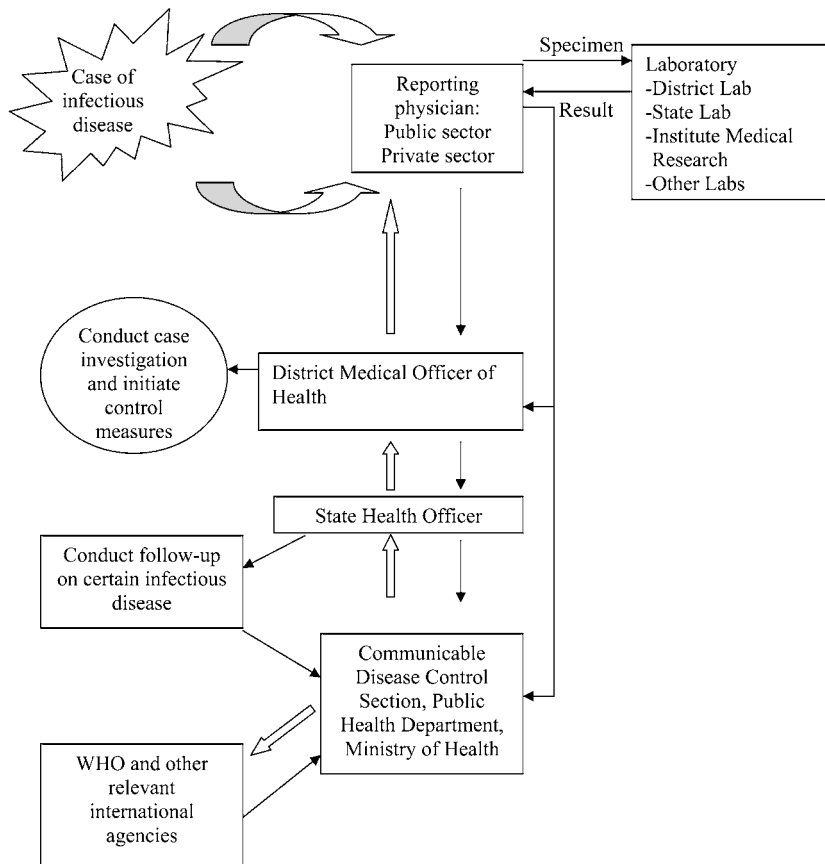 Case of
infectious
disease
Reporting
physician:
Public sector
Private sector
Specimen
Result
Laboratory
-District Lab
-State Lab
-Institute Medical
Research
-Other Labs
Conduct case
investigation
and initiate
control
measures
District Medical Officer of
Health
State Health Officer
Conduct follow-up
on certain infectious
disease
Communicable
Disease Control
Section, Public
Health Department,
Ministry of Health
WHO and other
relevant
international
agencies